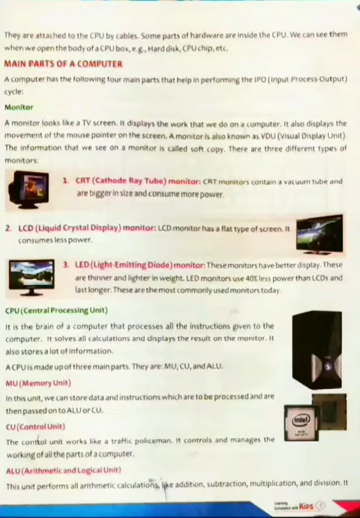 They are attached to the CPU by cables. Some parts of hardware are inside the CPU. We can see them
when we open the body of a CPU box, e.g., Hard disk, CPU chip, etc.
MAIN PARTS OF A COMPUTER
A computer has the following four main parts that help in performing the IPO (Input Process Output)
cycle:
Monitor
A monitor looks like a TV screen. It displays the work that we do on a computer. It also displays the
movement of the mouse pointer on the screen. A monitor is also known as VDU (Visual Display Unit).
The information that we see on a monitor is called soft copy. There are three different types of
monitors:
1. CRT (Cathode Ray Tube) monitor: CRT monitors contain a vacuum tube and
are bigger in size and consume more power.
2. LCD (Liquid Crystal Display) monitor: LCD monitor has a flat type of screen. It
consumes less power.
3. LED (Light-Emitting Diode) monitor: These monitors have better display. These
are thinner and lighter in weight. LED monitors use 40% less power than LCDs and
last longer. These are the most commonly used monitors today.
CPU (Central Processing Unit)
It is the brain of a computer that processes all the instructions given to the
computer. It solves all calculations and displays the result on the monitor. It
also stores a lot of information.
A CPU is made up of three main parts. They are: MU, CU, and ALU.
MU (Memory Unit)
In this unit, we can store data and instructions which are to be processed and are
then passed on to ALU or CU.
CU (Control Unit)
The control unit works like a traffic policeman. It controls and manages the
working of all the parts of a computer.
intel
ALU (Arithmetic and Logical Unit)
This unit performs all arithmetic calculations, like addition, subtraction, multiplication, and division. It
Learning
Computers with KIPS